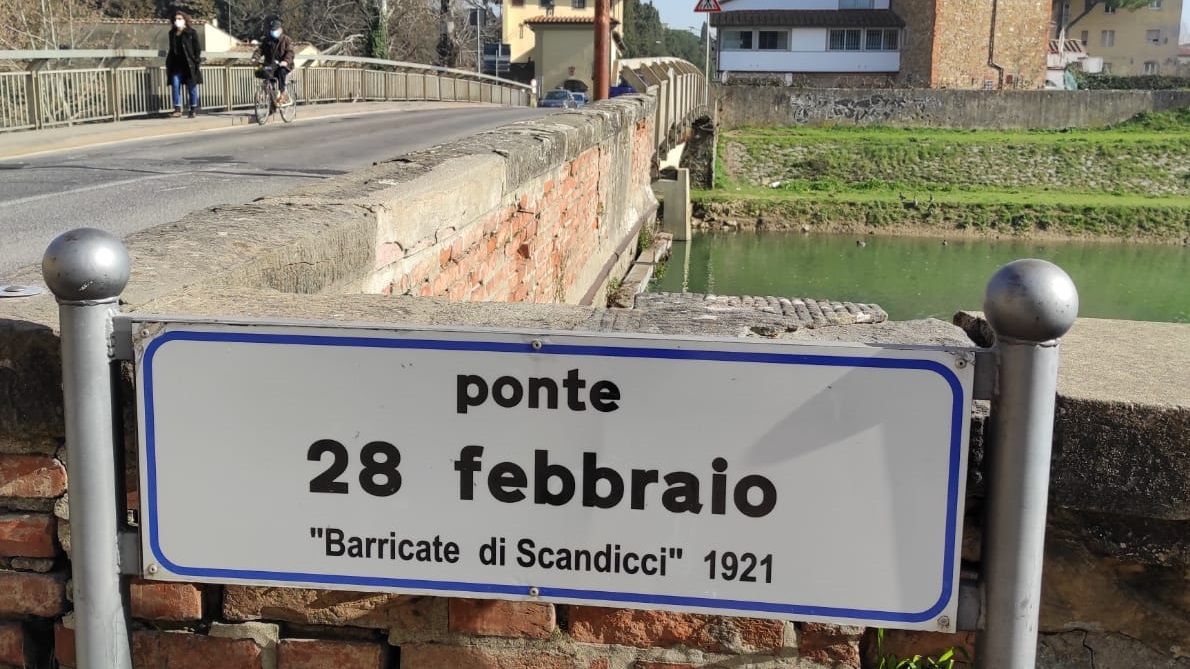 ponte
28 febbraio
"Barricate di Scandicci" 1921